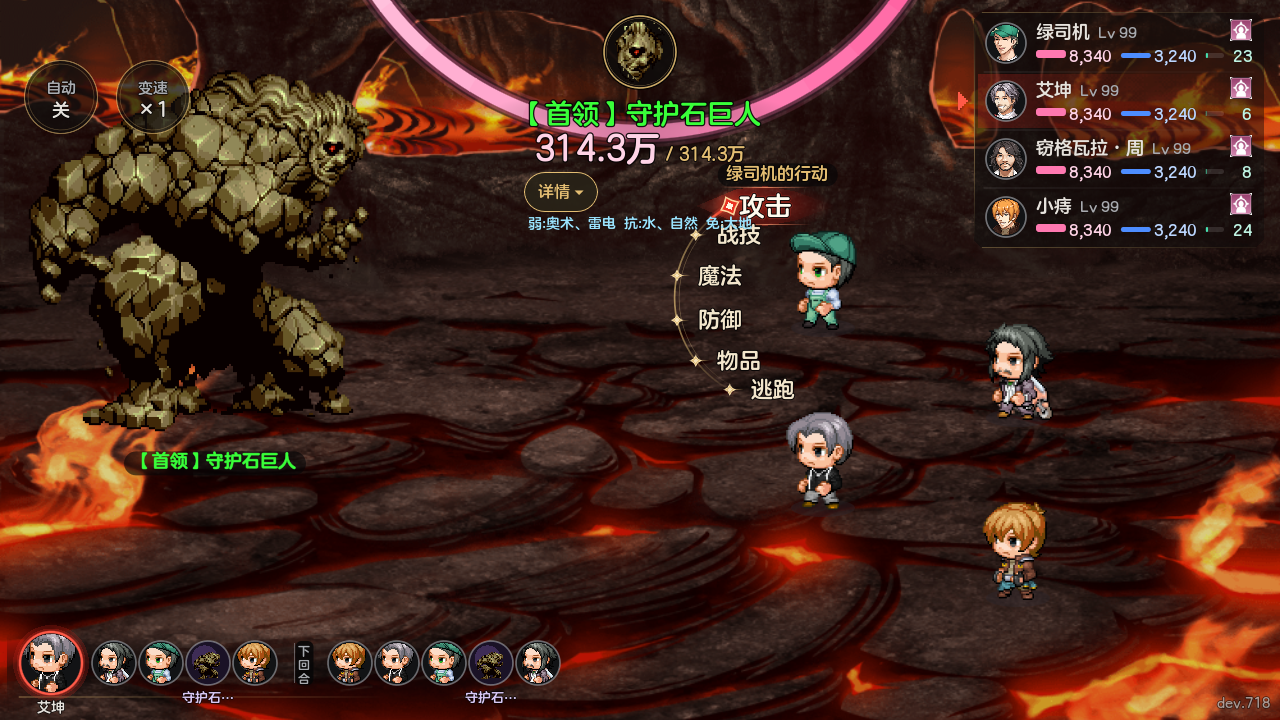 自动
关
变速
×1
【首领】守护石巨人
314.3万 / 314.3万
绿司机的行动
详情
攻击
弱:奥术、雷电 抗:水、自然 免:大地
战技
魔法
防御
物品
逃跑
绿司机 Lv 99
8,340 3,240 23
艾坤 Lv 99
8,340 3,240 6
窃格瓦拉·周 Lv 99
8,340 3,240 8
小痔 Lv 99
8,340 3,240 24
【首领】守护石巨人
下回合
艾坤
守护石…
守护石…
dev.718